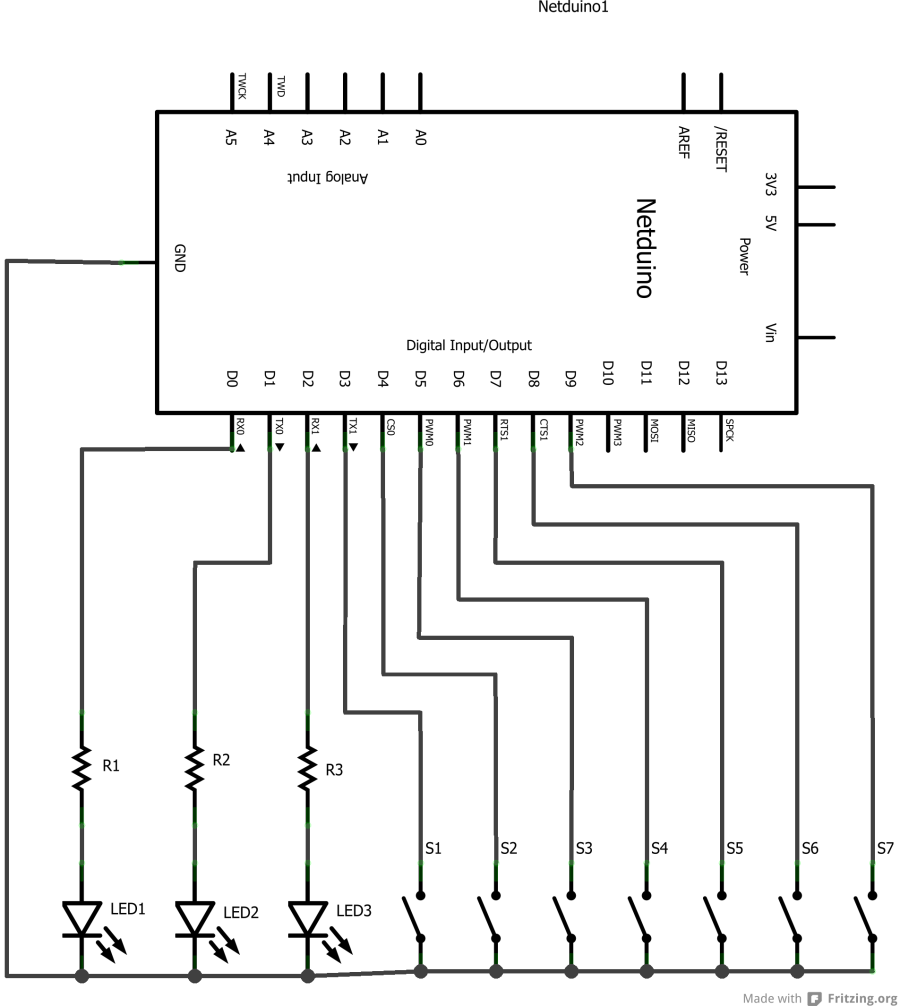 Netduino1
TWCK
TWD
A5
A4
A3
A2
A1
A0
AREF
/RESET
Analog Input
3V3
5V
Power
Vin
Netduino
GND
Digital Input/Output
D0
D1
D2
D3
D4
D5
D6
D7
D8
D9
D10
D11
D12
D13
RX0
TX0
RX1
TX1
CS0
PWM0
PWM1
RTS1
CTS1
PWM2
PWM3
MOSI
MISO
SPCK
R1
R2
R3
S1
S2
S3
S4
S5
S6
S7
LED1
LED2
LED3
Made with Fritzing.org